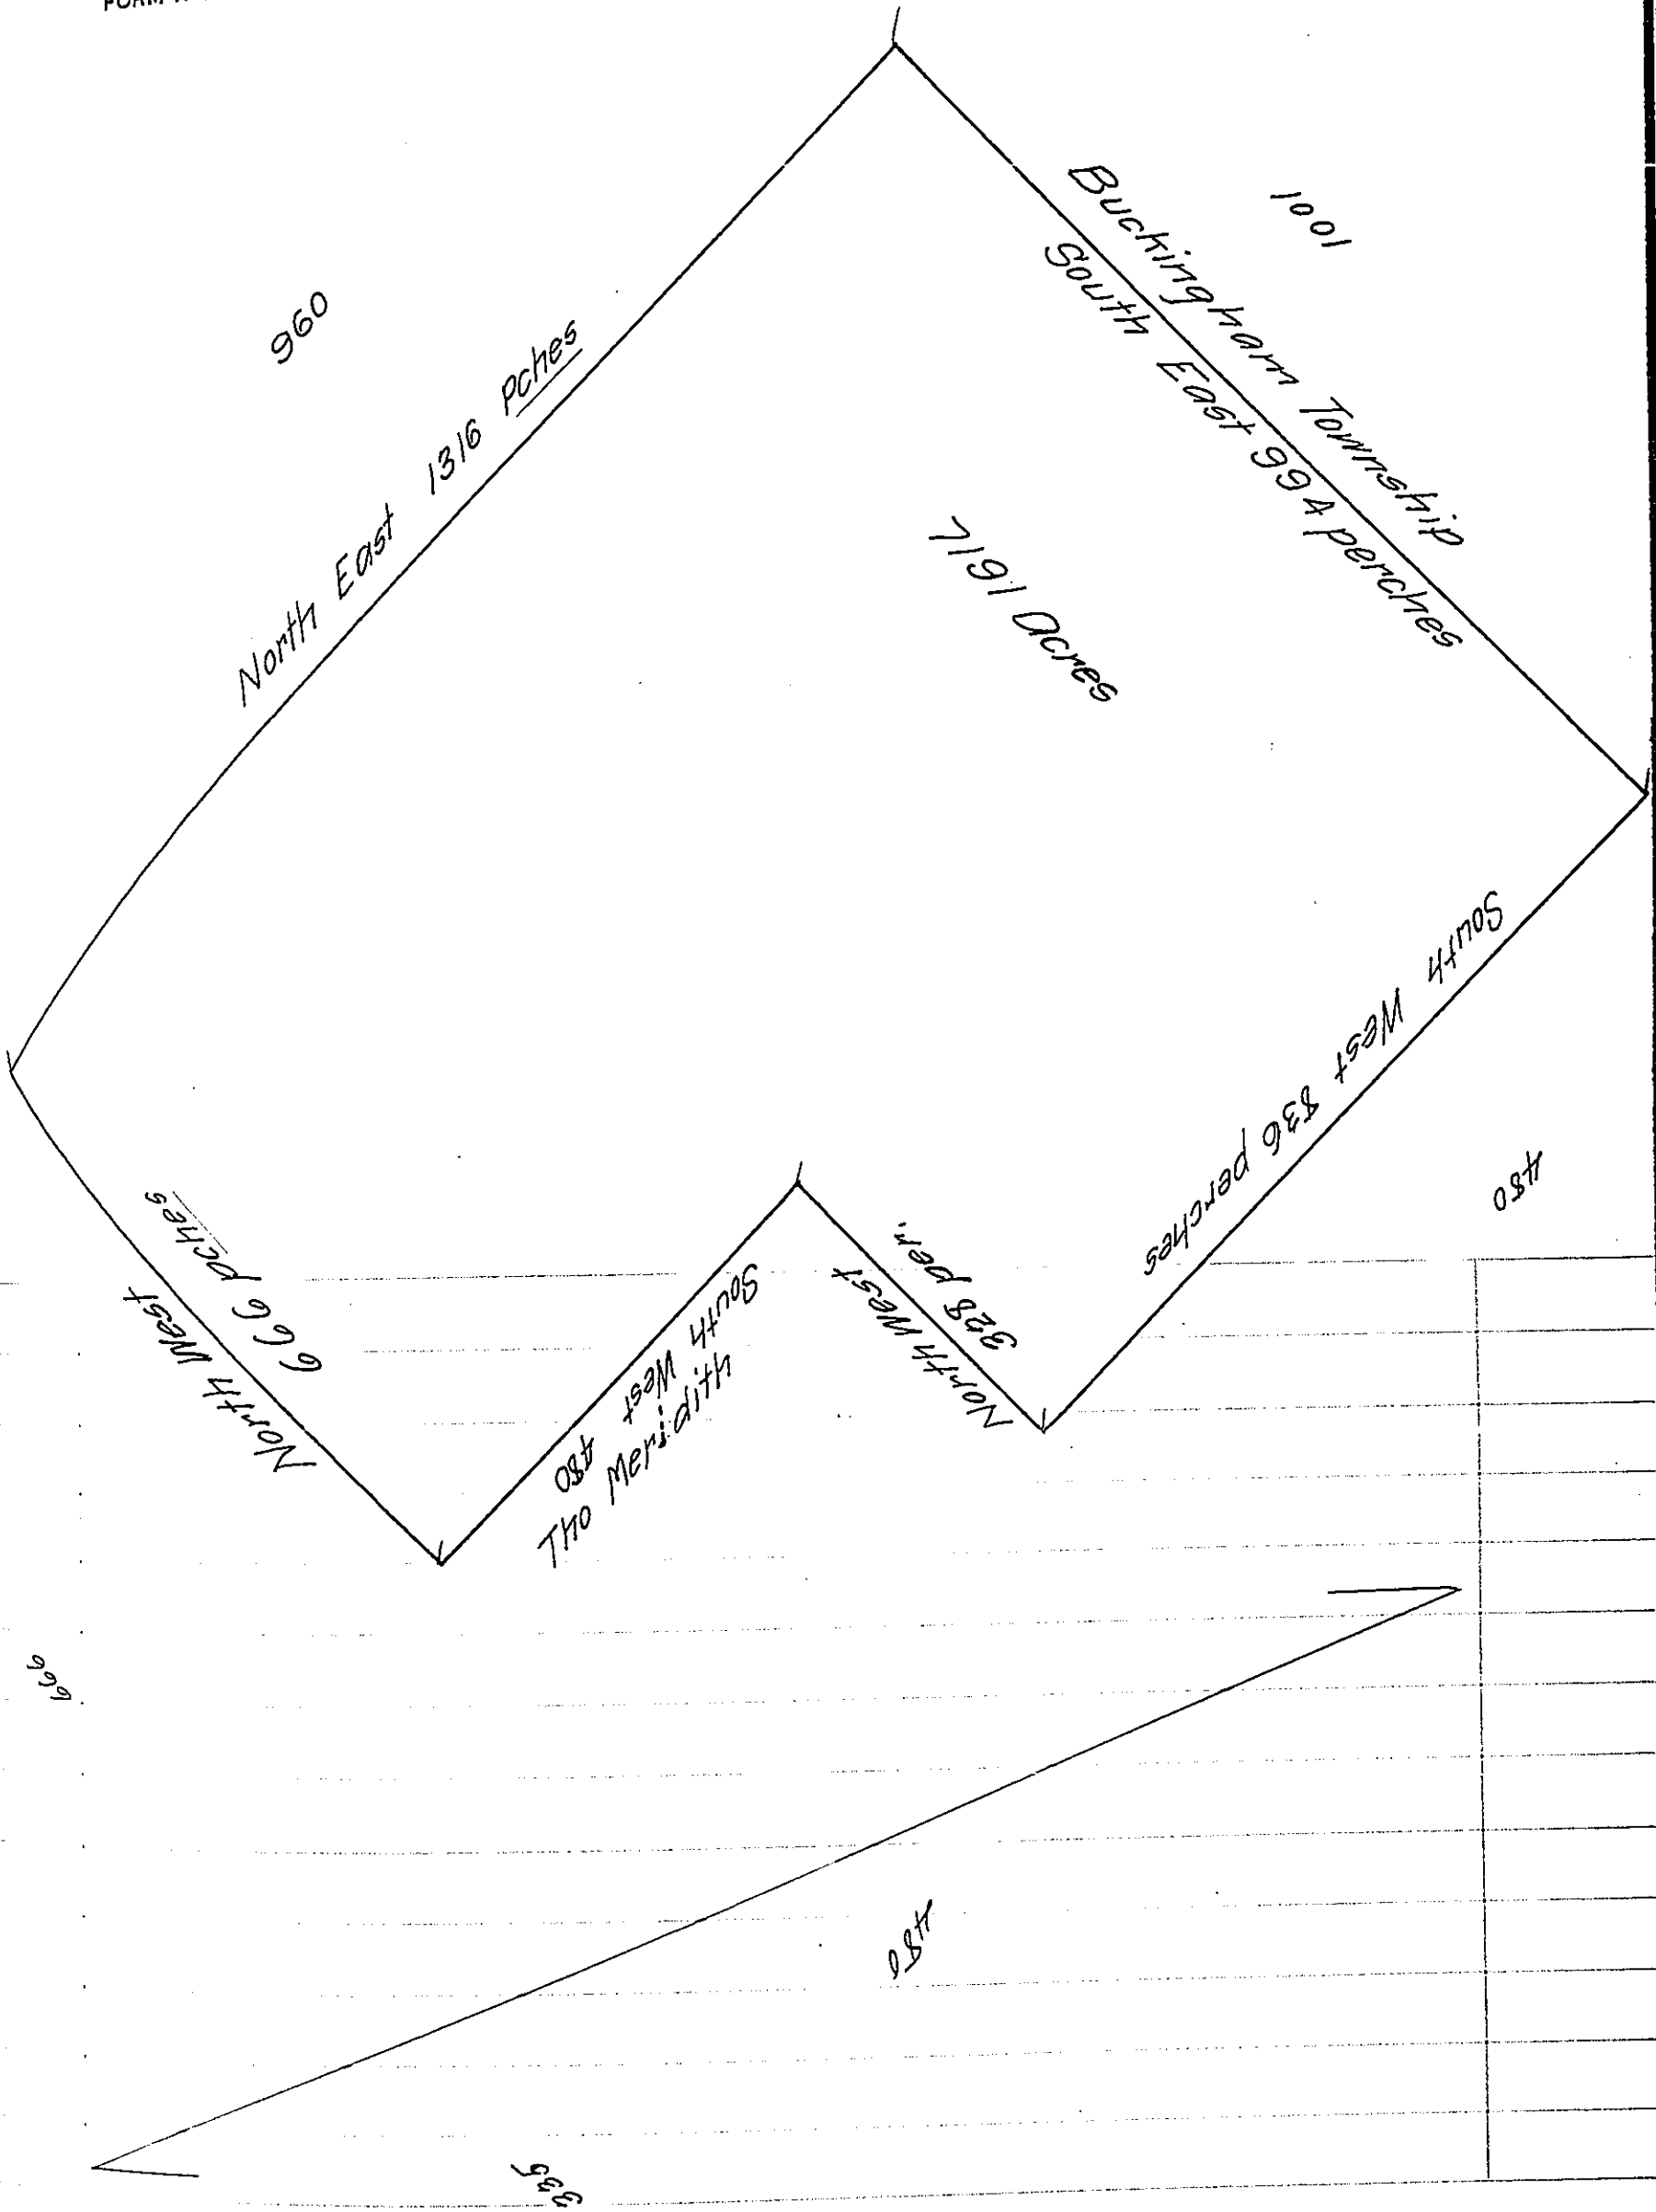 960
North East 1316 Pches
1001
Buckingham Township
South East 994 perches
7191 Acres
South West 836 perches
480
North West
328 per.
South West 480
Tho Meridith
North West
666 pches
666
480
335